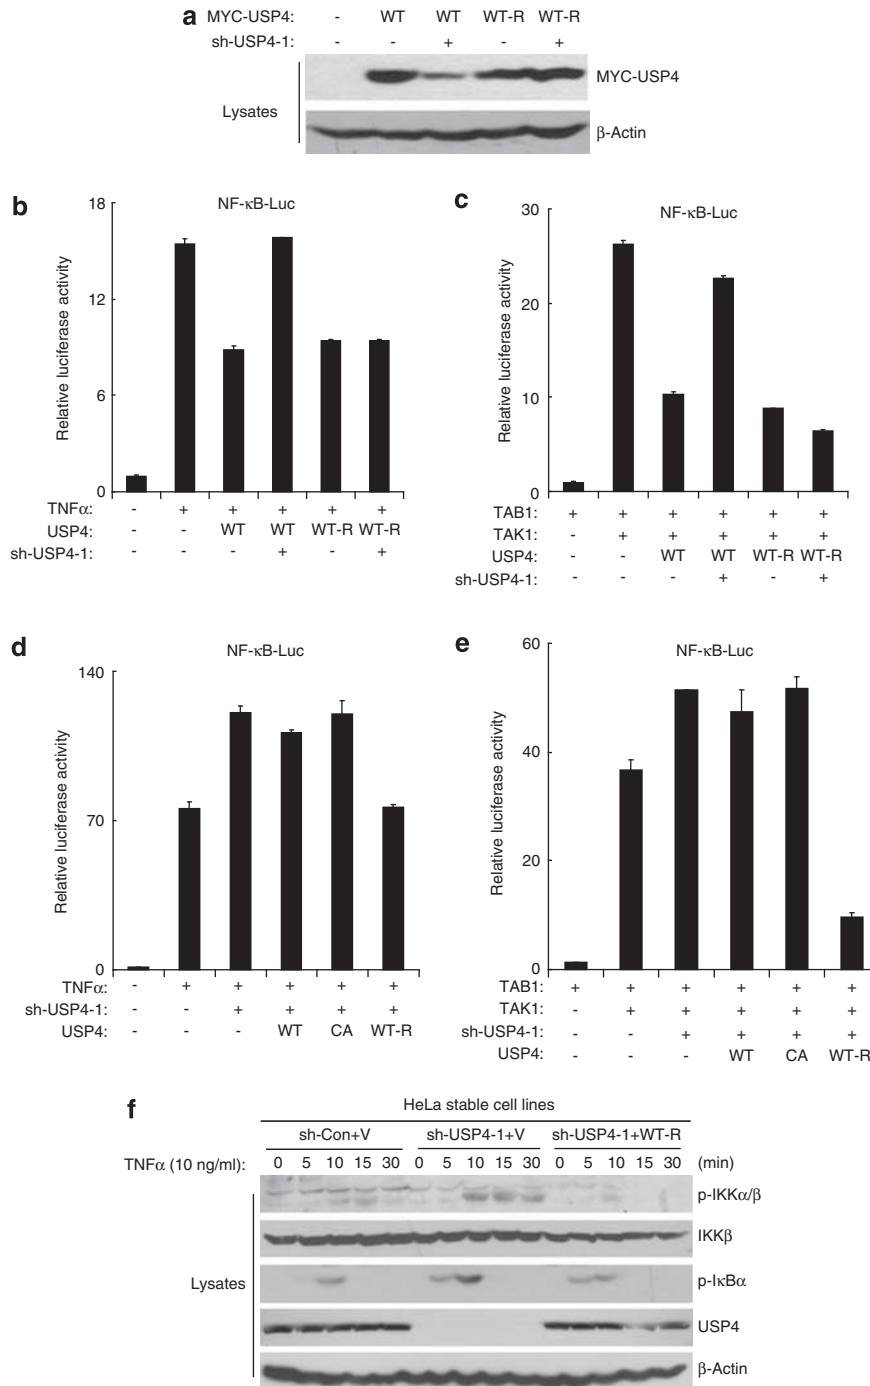 a
MYC-USP4: - WT WT WT-R WT-R
sh-USP4-1: - - + - +
MYC-USP4
Lysates
β-Actin
b
NF-κB-Luc
Relative luciferase activity
18
12
6
0
TNFα: - + + + + +
USP4: - - WT WT WT-R WT-R
sh-USP4-1: - - - + - +
c
NF-κB-Luc
Relative luciferase activity
30
20
10
0
TAB1: + + + + + +
TAK1: - + + + + +
USP4: - - WT WT WT-R WT-R
sh-USP4-1: - - - + - +
d
NF-κB-Luc
Relative luciferase activity
140
70
0
TNFα: - + + + + +
sh-USP4-1: - - + + + +
USP4: - - - WT CA WT-R
e
NF-κB-Luc
Relative luciferase activity
60
40
20
0
TAB1: + + + + + +
TAK1: - + + + + +
sh-USP4-1: - - + + + +
USP4: - - - WT CA WT-R
f
HeLa stable cell lines
sh-Con+V sh-USP4-1+V sh-USP4-1+WT-R
TNFα (10 ng/ml): 0 5 10 15 30 0 5 10 15 30 0 5 10 15 30 (min)
p-IKKα/β
IKKβ
p-IκBα
Lysates
USP4
β-Actin